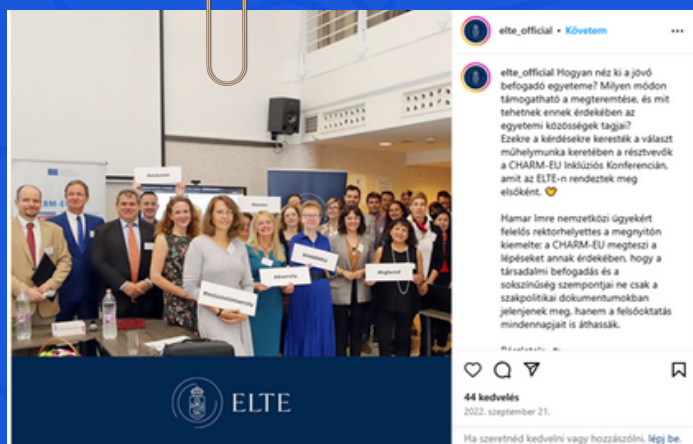 elte_official • Követem
elte_official Hogyan néz ki a jövő
befogadó egyeteme? Milyen módon
támogatható a megteremtése, és mit
tehetnek ennek érdekében az
egyetemi közösségek tagjai?
Ezekre a kérdésekre keresték a választ
műhelymunka keretében a résztvevők
a CHARM-EU Inklúziós Konferencián,
amit az ELTE-n rendeztek meg
elsőként.
Hamar Imre nemzetközi ügyekért
felelős rektorhelyettes a megnyitón
kiemelte: a CHARM-EU megteszi a
lépéseket annak érdekében, hogy a
társadalmi befogadás és a
sokszínűség szempontjai ne csak a
szakpolitikai dokumentumokban
jelenjenek meg, hanem a felsőoktatás
mindennapjait is áthassák.
44 kedvelés
2022. szeptember 21.
Ha szeretnéd kedvelni vagy hozzászólni, lépj be.
#inclusion
#diversity
#CHARMEU
#highered
ELTE